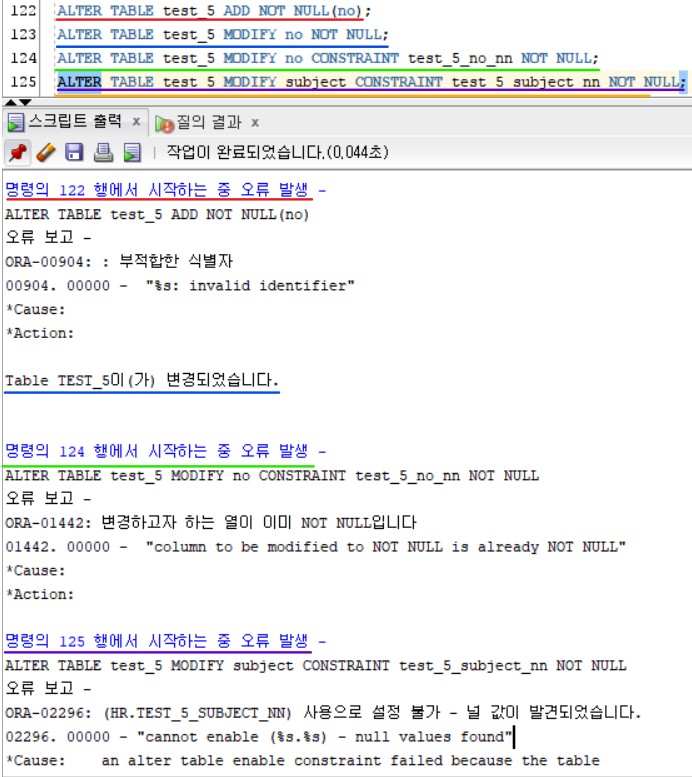 122 ALTER TABLE test_5 ADD NOT NULL(no);
123 ALTER TABLE test_5 MODIFY no NOT NULL;
124 ALTER TABLE test_5 MODIFY no CONSTRAINT test_5_no_nn NOT NULL;
125 ALTER TABLE test_5 MODIFY subject CONSTRAINT test_5_subject_nn NOT NULL;
스크립트 출력 x 질의 결과 x
작업이 완료되었습니다.(0,044초)
명령의 122 행에서 시작하는 중 오류 발생 -
ALTER TABLE test_5 ADD NOT NULL(no)
오류 보고 -
ORA-00904: : 부적합한 식별자
00904. 00000 - "%s: invalid identifier"
*Cause:
*Action:
Table TEST_5이(가) 변경되었습니다.
명령의 124 행에서 시작하는 중 오류 발생 -
ALTER TABLE test_5 MODIFY no CONSTRAINT test_5_no_nn NOT NULL
오류 보고 -
ORA-01442: 변경하고자 하는 열이 이미 NOT NULL입니다
01442. 00000 - "column to be modified to NOT NULL is already NOT NULL"
*Cause:
*Action:
명령의 125 행에서 시작하는 중 오류 발생 -
ALTER TABLE test_5 MODIFY subject CONSTRAINT test_5_subject_nn NOT NULL
오류 보고 -
ORA-02296: (HR.TEST_5_SUBJECT_NN) 사용으로 설정 불가 - 널 값이 발견되었습니다.
02296. 00000 - "cannot enable (%s.%s) - null values found"
*Cause: an alter table enable constraint failed because the table